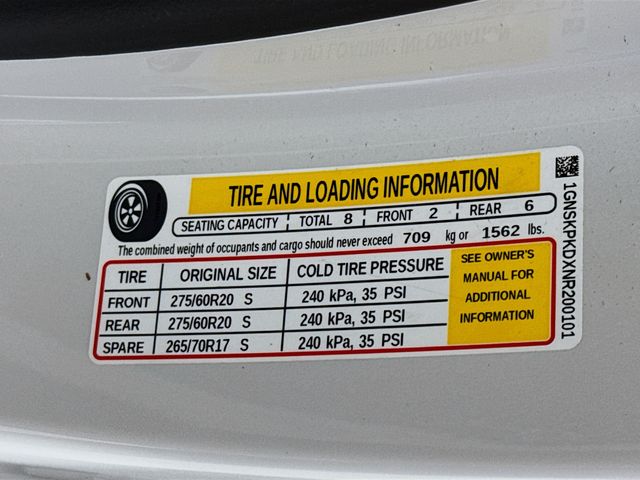 TIRE AND LOADING INFORMATION
SEATING CAPACITY TOTAL 8 FRONT 2 REAR 6
The combined weight of occupants and cargo should never exceed 709 kg or 1562 lbs.
TIRE ORIGINAL SIZE COLD TIRE PRESSURE
FRONT 275/60R20 S 240 kPa, 35 PSI
REAR 275/60R20 S 240 kPa, 35 PSI
SPARE 265/70R17 S 240 kPa, 35 PSI
SEE OWNER'S
MANUAL FOR
ADDITIONAL
INFORMATION
1GNSKPKDXNR200101